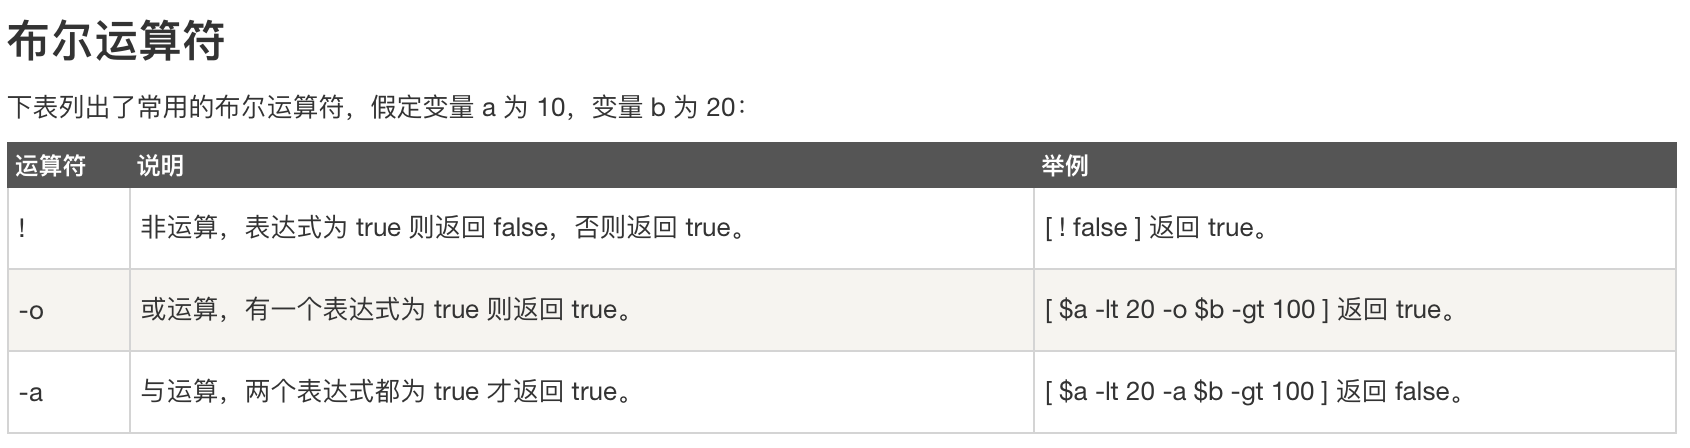 布尔运算符
下表列出了常用的布尔运算符，假定变量 a 为 10，变量 b 为 20：
运算符 说明 举例
! 非运算，表达式为 true 则返回 false，否则返回 true。 [ ! false ] 返回 true。
-o 或运算，有一个表达式为 true 则返回 true。 [ $a -lt 20 -o $b -gt 100 ] 返回 true。
-a 与运算，两个表达式都为 true 才返回 true。 [ $a -lt 20 -a $b -gt 100 ] 返回 false。